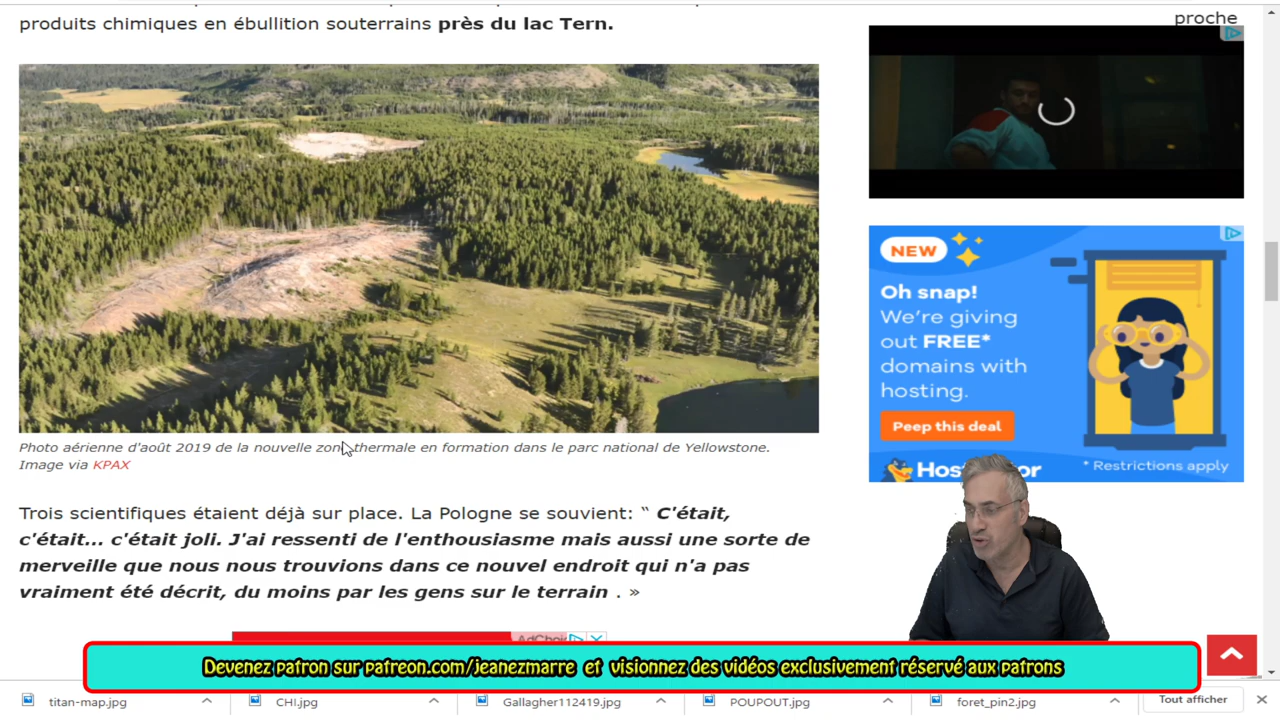 produits chimiques en ébullition souterrains près du lac Tern.
proche
Photo aérienne d'août 2019 de la nouvelle zone thermale en formation dans le parc national de Yellowstone.
Image via KPAX
Trois scientifiques étaient déjà sur place. La Pologne se souvient: “ C'était,
c'était... c'était joli. J'ai ressenti de l'enthousiasme mais aussi une sorte de
merveille que nous nous trouvions dans ce nouvel endroit qui n'a pas
vraiment été décrit, du moins par les gens sur le terrain . »
NEW
Oh snap!
We’re giving
out FREE*
domains with
hosting.
Peep this deal
* Restrictions apply
Devenez patron sur patreon.com/jeanezmarre et visionnez des vidéos exclusivement réservé aux patrons
titan-map.jpg
CHI.jpg
Gallagher112419.jpg
POUPOUT.jpg
foret_pin2.jpg
Tout afficher